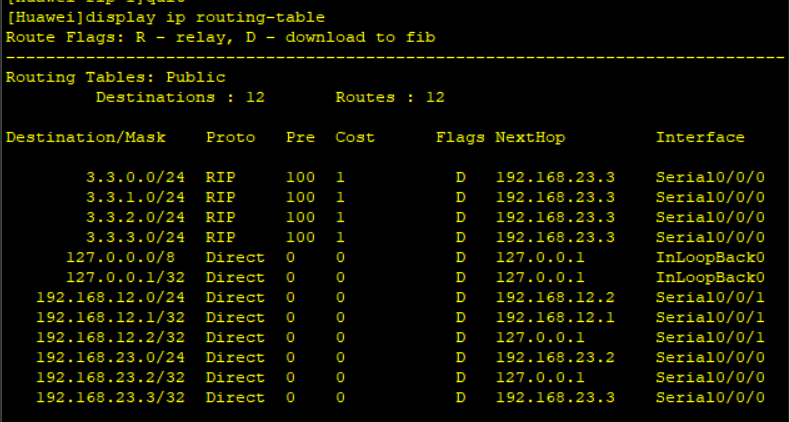 [Huawei-rip-1]quit
[Huawei]display ip routing-table
Route Flags: R - relay, D - download to fib
------------------------------------------------------------------------------
Routing Tables: Public
Destinations : 12 Routes : 12
Destination/Mask Proto Pre Cost Flags NextHop Interface
3.3.0.0/24 RIP 100 1 D 192.168.23.3 Serial0/0/0
3.3.1.0/24 RIP 100 1 D 192.168.23.3 Serial0/0/0
3.3.2.0/24 RIP 100 1 D 192.168.23.3 Serial0/0/0
3.3.3.0/24 RIP 100 1 D 192.168.23.3 Serial0/0/0
127.0.0.0/8 Direct 0 0 D 127.0.0.1 InLoopBack0
127.0.0.1/32 Direct 0 0 D 127.0.0.1 InLoopBack0
192.168.12.0/24 Direct 0 0 D 192.168.12.2 Serial0/0/1
192.168.12.1/32 Direct 0 0 D 192.168.12.1 Serial0/0/1
192.168.12.2/32 Direct 0 0 D 127.0.0.1 Serial0/0/1
192.168.23.0/24 Direct 0 0 D 192.168.23.2 Serial0/0/0
192.168.23.2/32 Direct 0 0 D 127.0.0.1 Serial0/0/0
192.168.23.3/32 Direct 0 0 D 192.168.23.3 Serial0/0/0